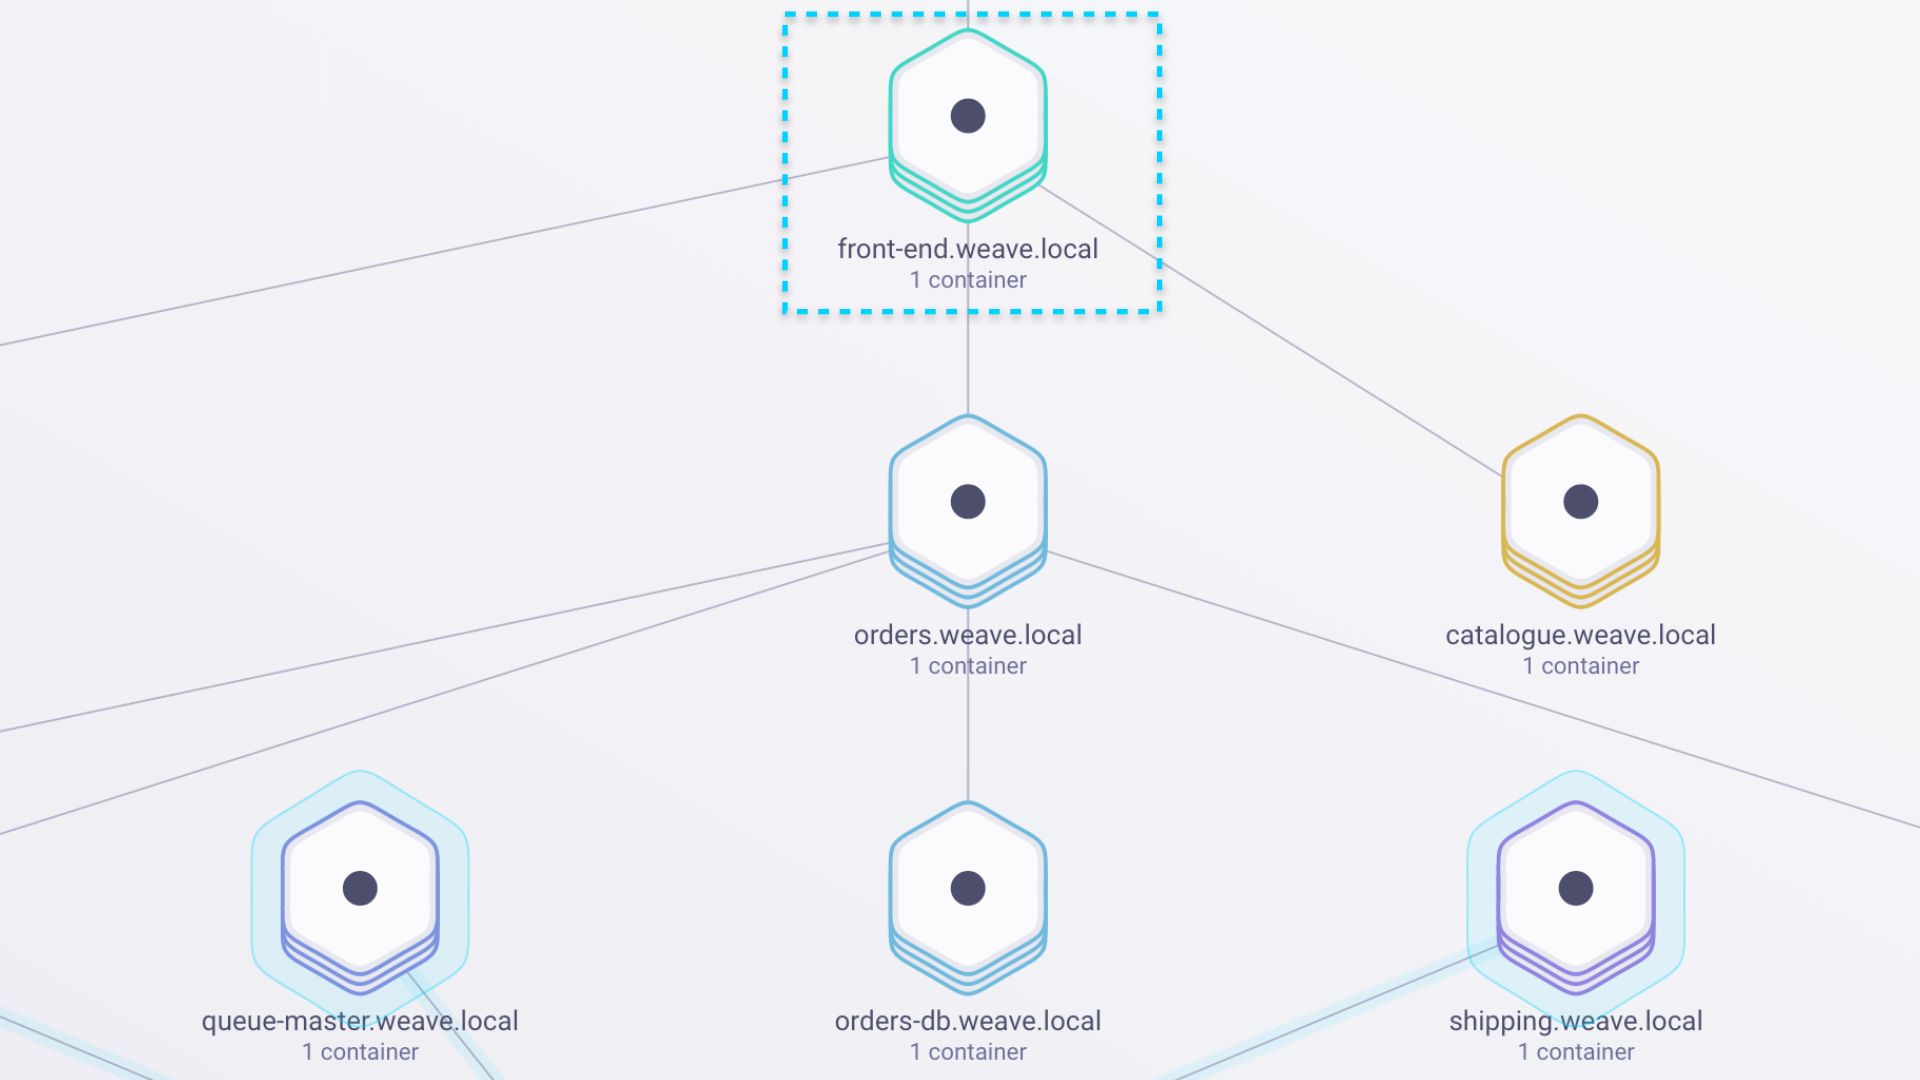 front-end.weave.local
1 container
orders.weave.local
1 container
catalogue.weave.local
1 container
queue-master.weave.local
1 container
orders-db.weave.local
1 container
shipping.weave.local
1 container